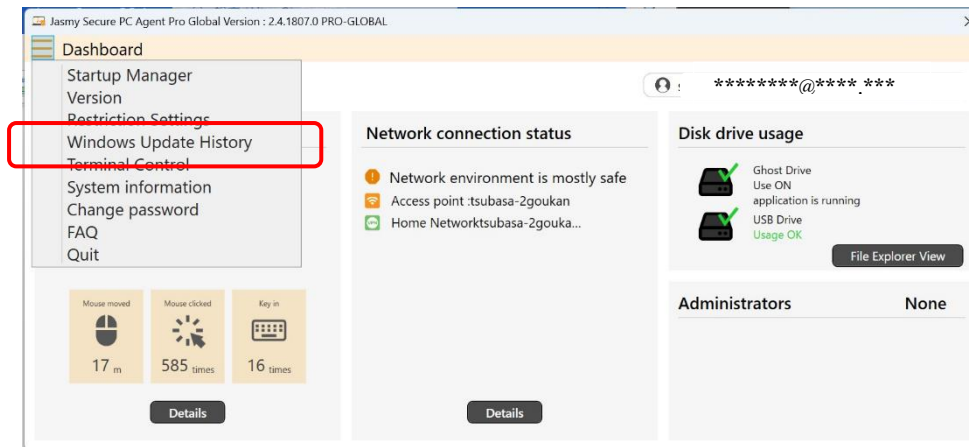 Jasmy Secure PC Agent Pro Global Version : 2.4.1807.0 PRO-GLOBAL
Dashboard
Startup Manager
Version
Restriction Settings
Windows Update History
Terminal Control
System information
Change password
FAQ
Quit
********@****.***
Network connection status
Network environment is mostly safe
Access point :tsubasa-2goukan
Home Networktsubasa-2gouka...
Disk drive usage
Ghost Drive
Use ON
application is running
USB Drive
Usage OK
File Explorer View
Mouse moved
17 m
Mouse clicked
585 times
Key in
16 times
Details
Details
Administrators None